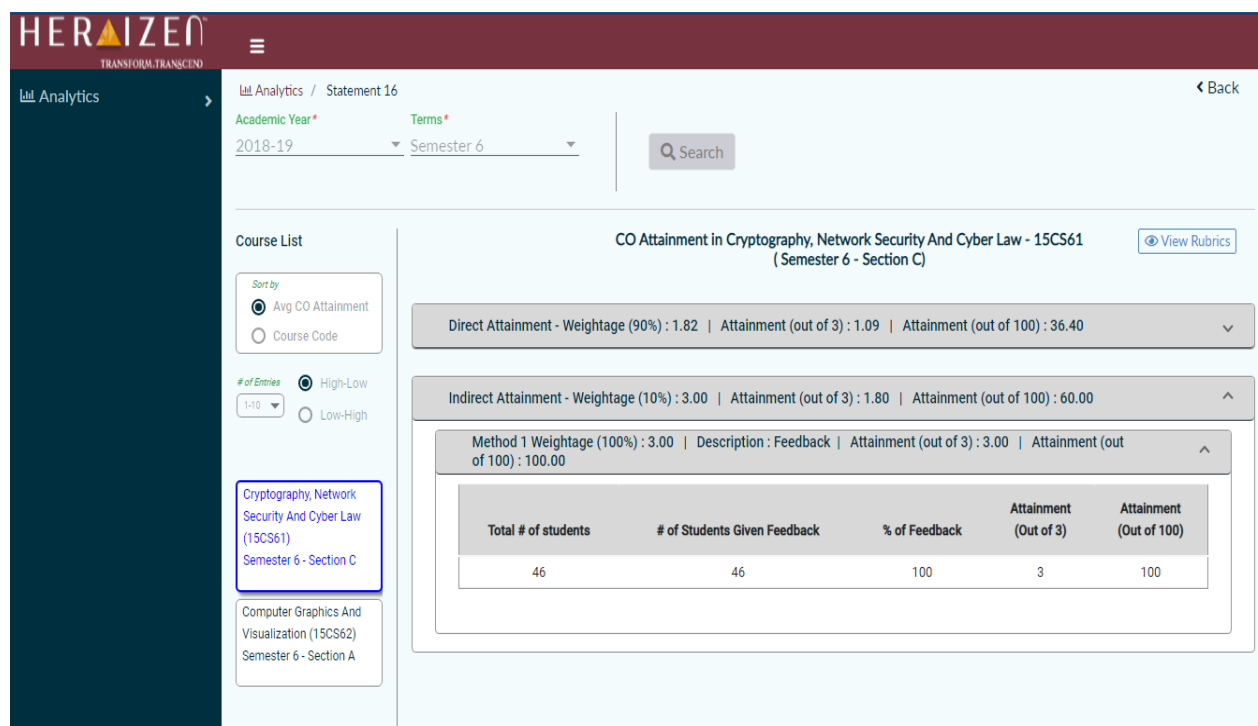 HERAIZEN
TRANSFORM.TRANSCEND
Analytics
Analytics / Statement 16
Back
Academic Year*
Terms*
2018-19
Semester 6
Search
Course List
Sort by
Avg CO Attainment
Course Code
# of Entries
High-Low
1-10
Low-High
Cryptography, Network
Security And Cyber Law
(15CS61)
Semester 6 - Section C
Computer Graphics And
Visualization (15CS62)
Semester 6 - Section A
CO Attainment in Cryptography, Network Security And Cyber Law - 15CS61
( Semester 6 - Section C)
View Rubrics
Direct Attainment - Weightage (90%) : 1.82 | Attainment (out of 3) : 1.09 | Attainment (out of 100) : 36.40
Indirect Attainment - Weightage (10%) : 3.00 | Attainment (out of 3) : 1.80 | Attainment (out of 100) : 60.00
Method 1 Weightage (100%) : 3.00 | Description : Feedback | Attainment (out of 3) : 3.00 | Attainment (out
of 100) : 100.00
Total # of students # of Students Given Feedback % of Feedback Attainment (Out of 3) Attainment (Out of 100)
46 46 100 3 100